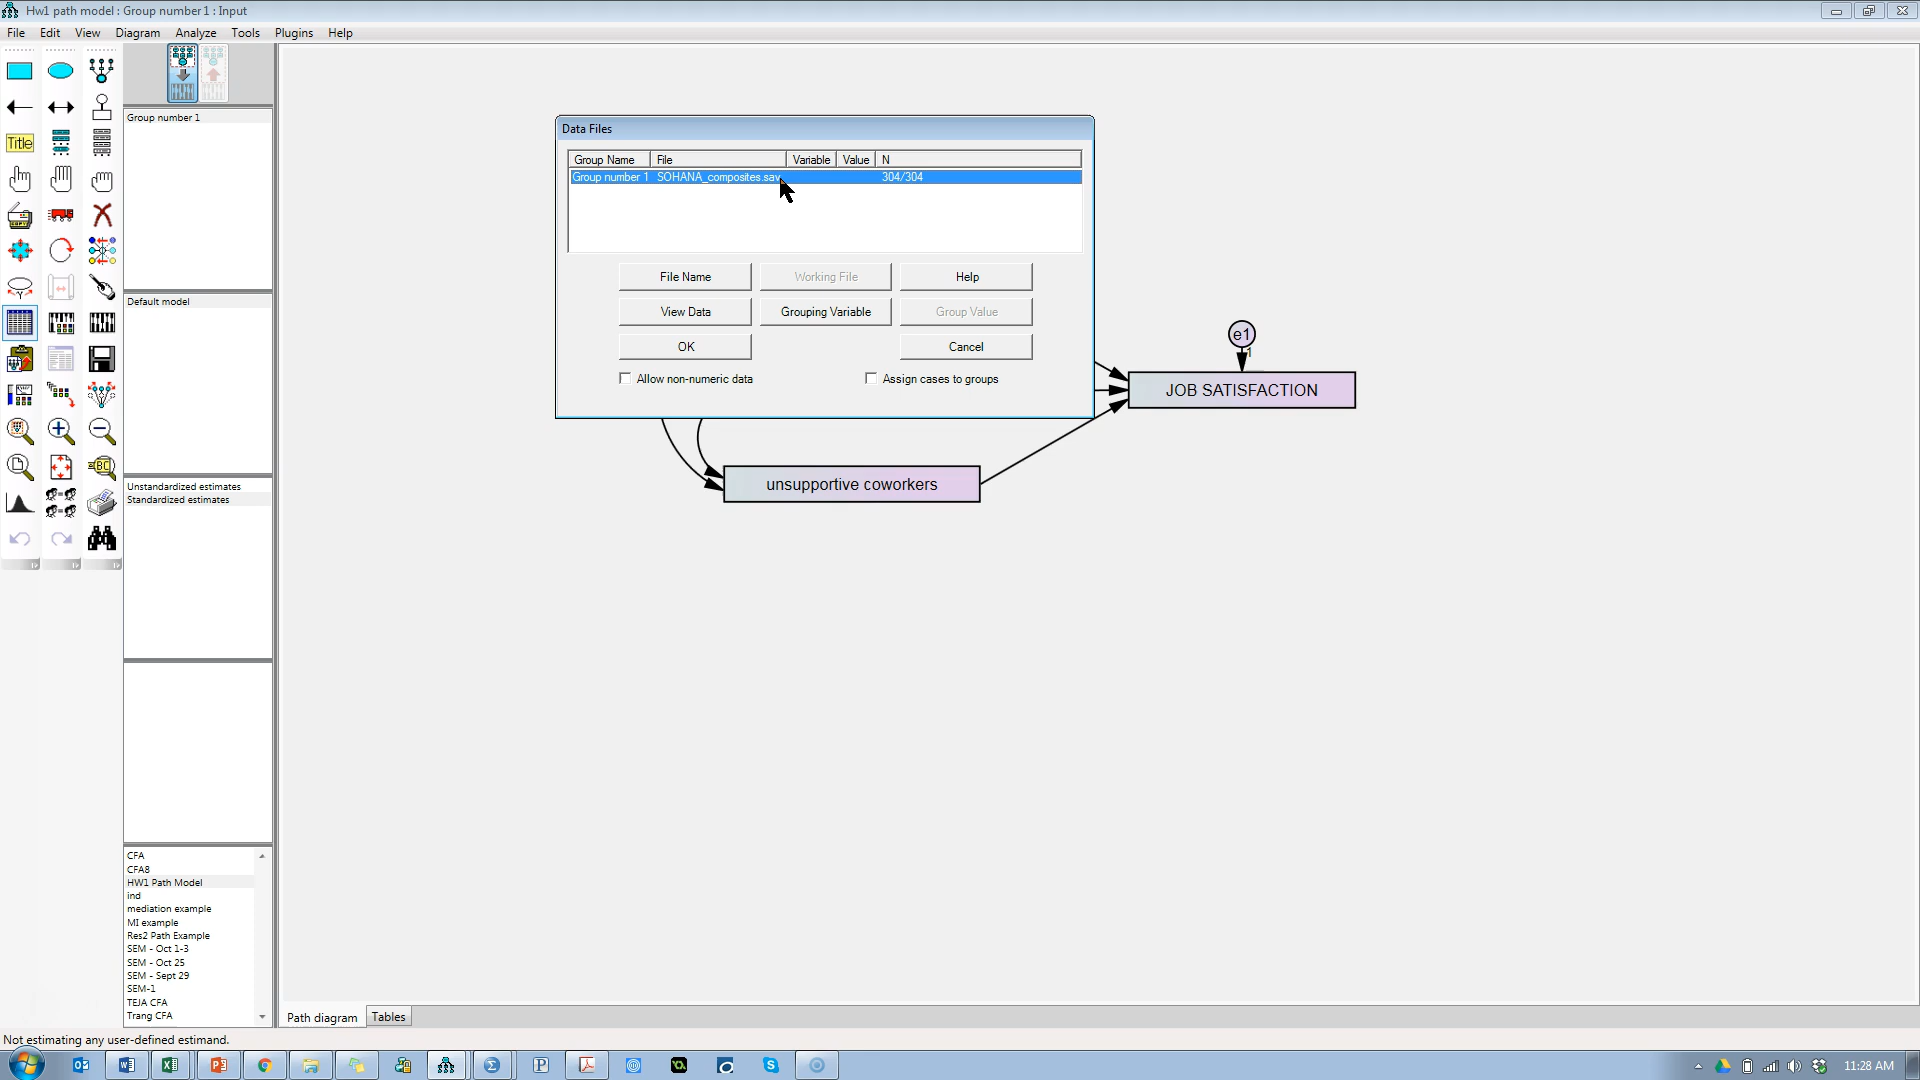 Hw1 path model : Group number 1 : Input
File Edit View Diagram Analyze Tools Plugins Help
Title
Group number 1
Default model
Unstandardized estimates
Standardized estimates
CFA
CFA8
HW1 Path Model
ind
mediation example
MI example
Res2 Path Example
SEM - Oct 1-3
SEM - Oct 25
SEM - Sept 29
SEM-1
TEJA CFA
Trang CFA
Data Files
Group Name File Variable Value N
Group number 1 SOHANA_composites.sav 304/304
File Name Working File Help
View Data Grouping Variable Group Value
OK Cancel
Allow non-numeric data Assign cases to groups
e1
1
JOB SATISFACTION
unsupportive coworkers
Path diagram Tables
Not estimating any user-defined estimand.
11:28 AM